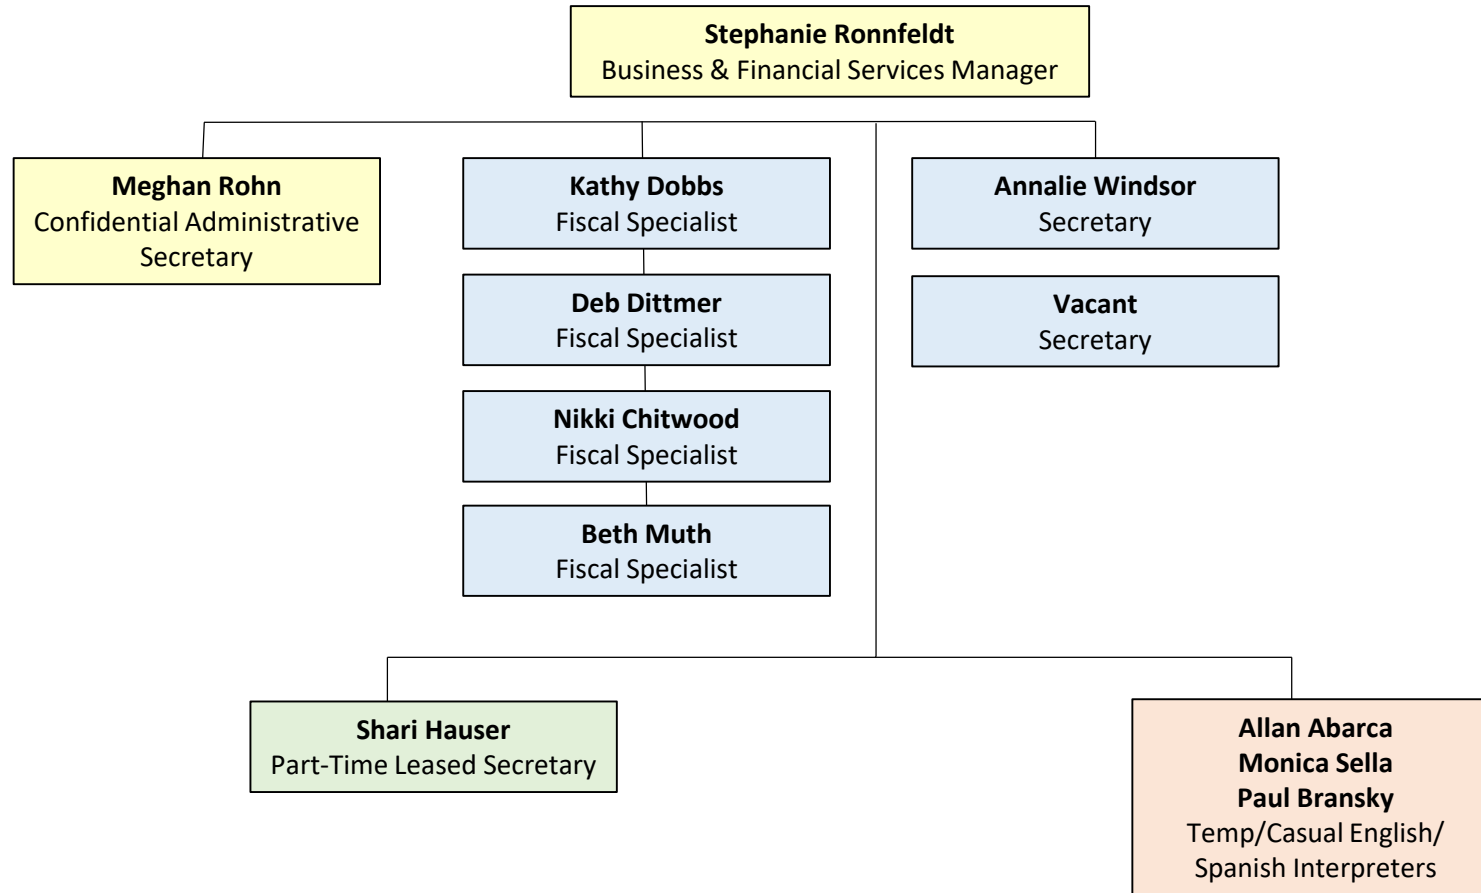 Stephanie Ronnfeldt
Business & Financial Services Manager
Meghan Rohn
Confidential Administrative
Secretary
Kathy Dobbs
Fiscal Specialist
Annalie Windsor
Secretary
Deb Dittmer
Fiscal Specialist
Vacant
Secretary
Nikki Chitwood
Fiscal Specialist
Beth Muth
Fiscal Specialist
Shari Hauser
Part-Time Leased Secretary
Allan Abarca
Monica Sella
Paul Bransky
Temp/Casual English/
Spanish Interpreters